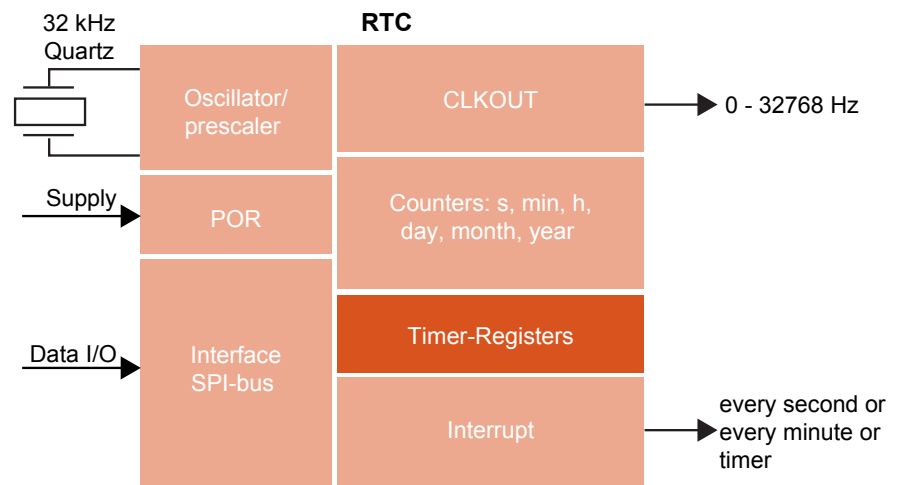 32 kHz
Quartz
RTC
Oscillator/
prescaler
CLKOUT
0 - 32768 Hz
Supply
POR
Counters: s, min, h,
day, month, year
Timer-Registers
Data I/O
Interface
SPI-bus
Interrupt
every second or
every minute or
timer